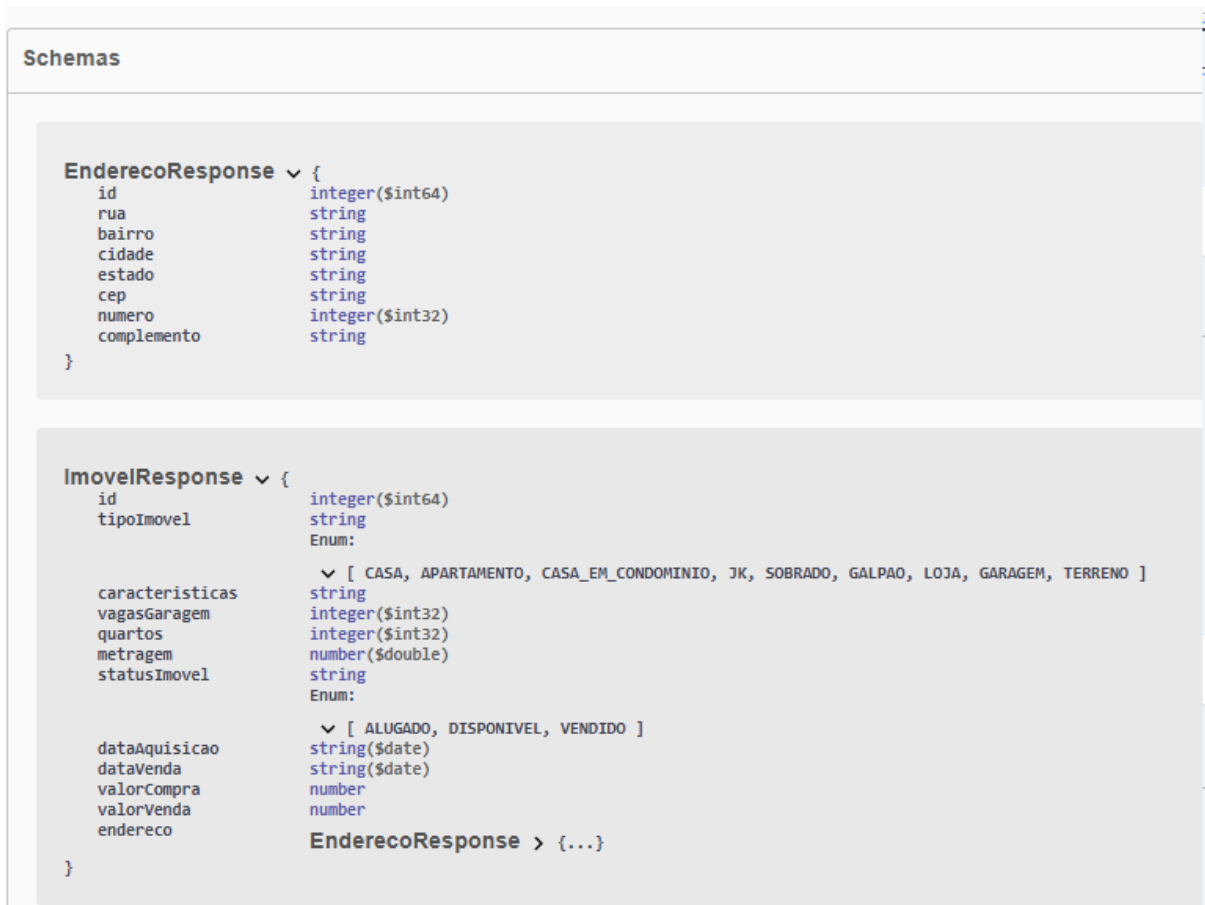 Schemas
EnderecoResponse {
id integer($int64)
rua string
bairro string
cidade string
estado string
cep string
numero integer($int32)
complemento string
}
ImovelResponse {
id integer($int64)
tipoImovel string
Enum:
[ CASA, APARTAMENTO, CASA_EM_CONDOMINIO, JK, SOBRADO, GALPAO, LOJA, GARAGEM, TERRENO ]
caracteristicas string
vagasGaragem integer($int32)
quartos integer($int32)
metragem number($double)
statusImovel string
Enum:
[ ALUGADO, DISPONIVEL, VENDIDO ]
dataAquisicao string($date)
dataVenda string($date)
valorCompra number
valorVenda number
endereco EnderecoResponse {...}
}